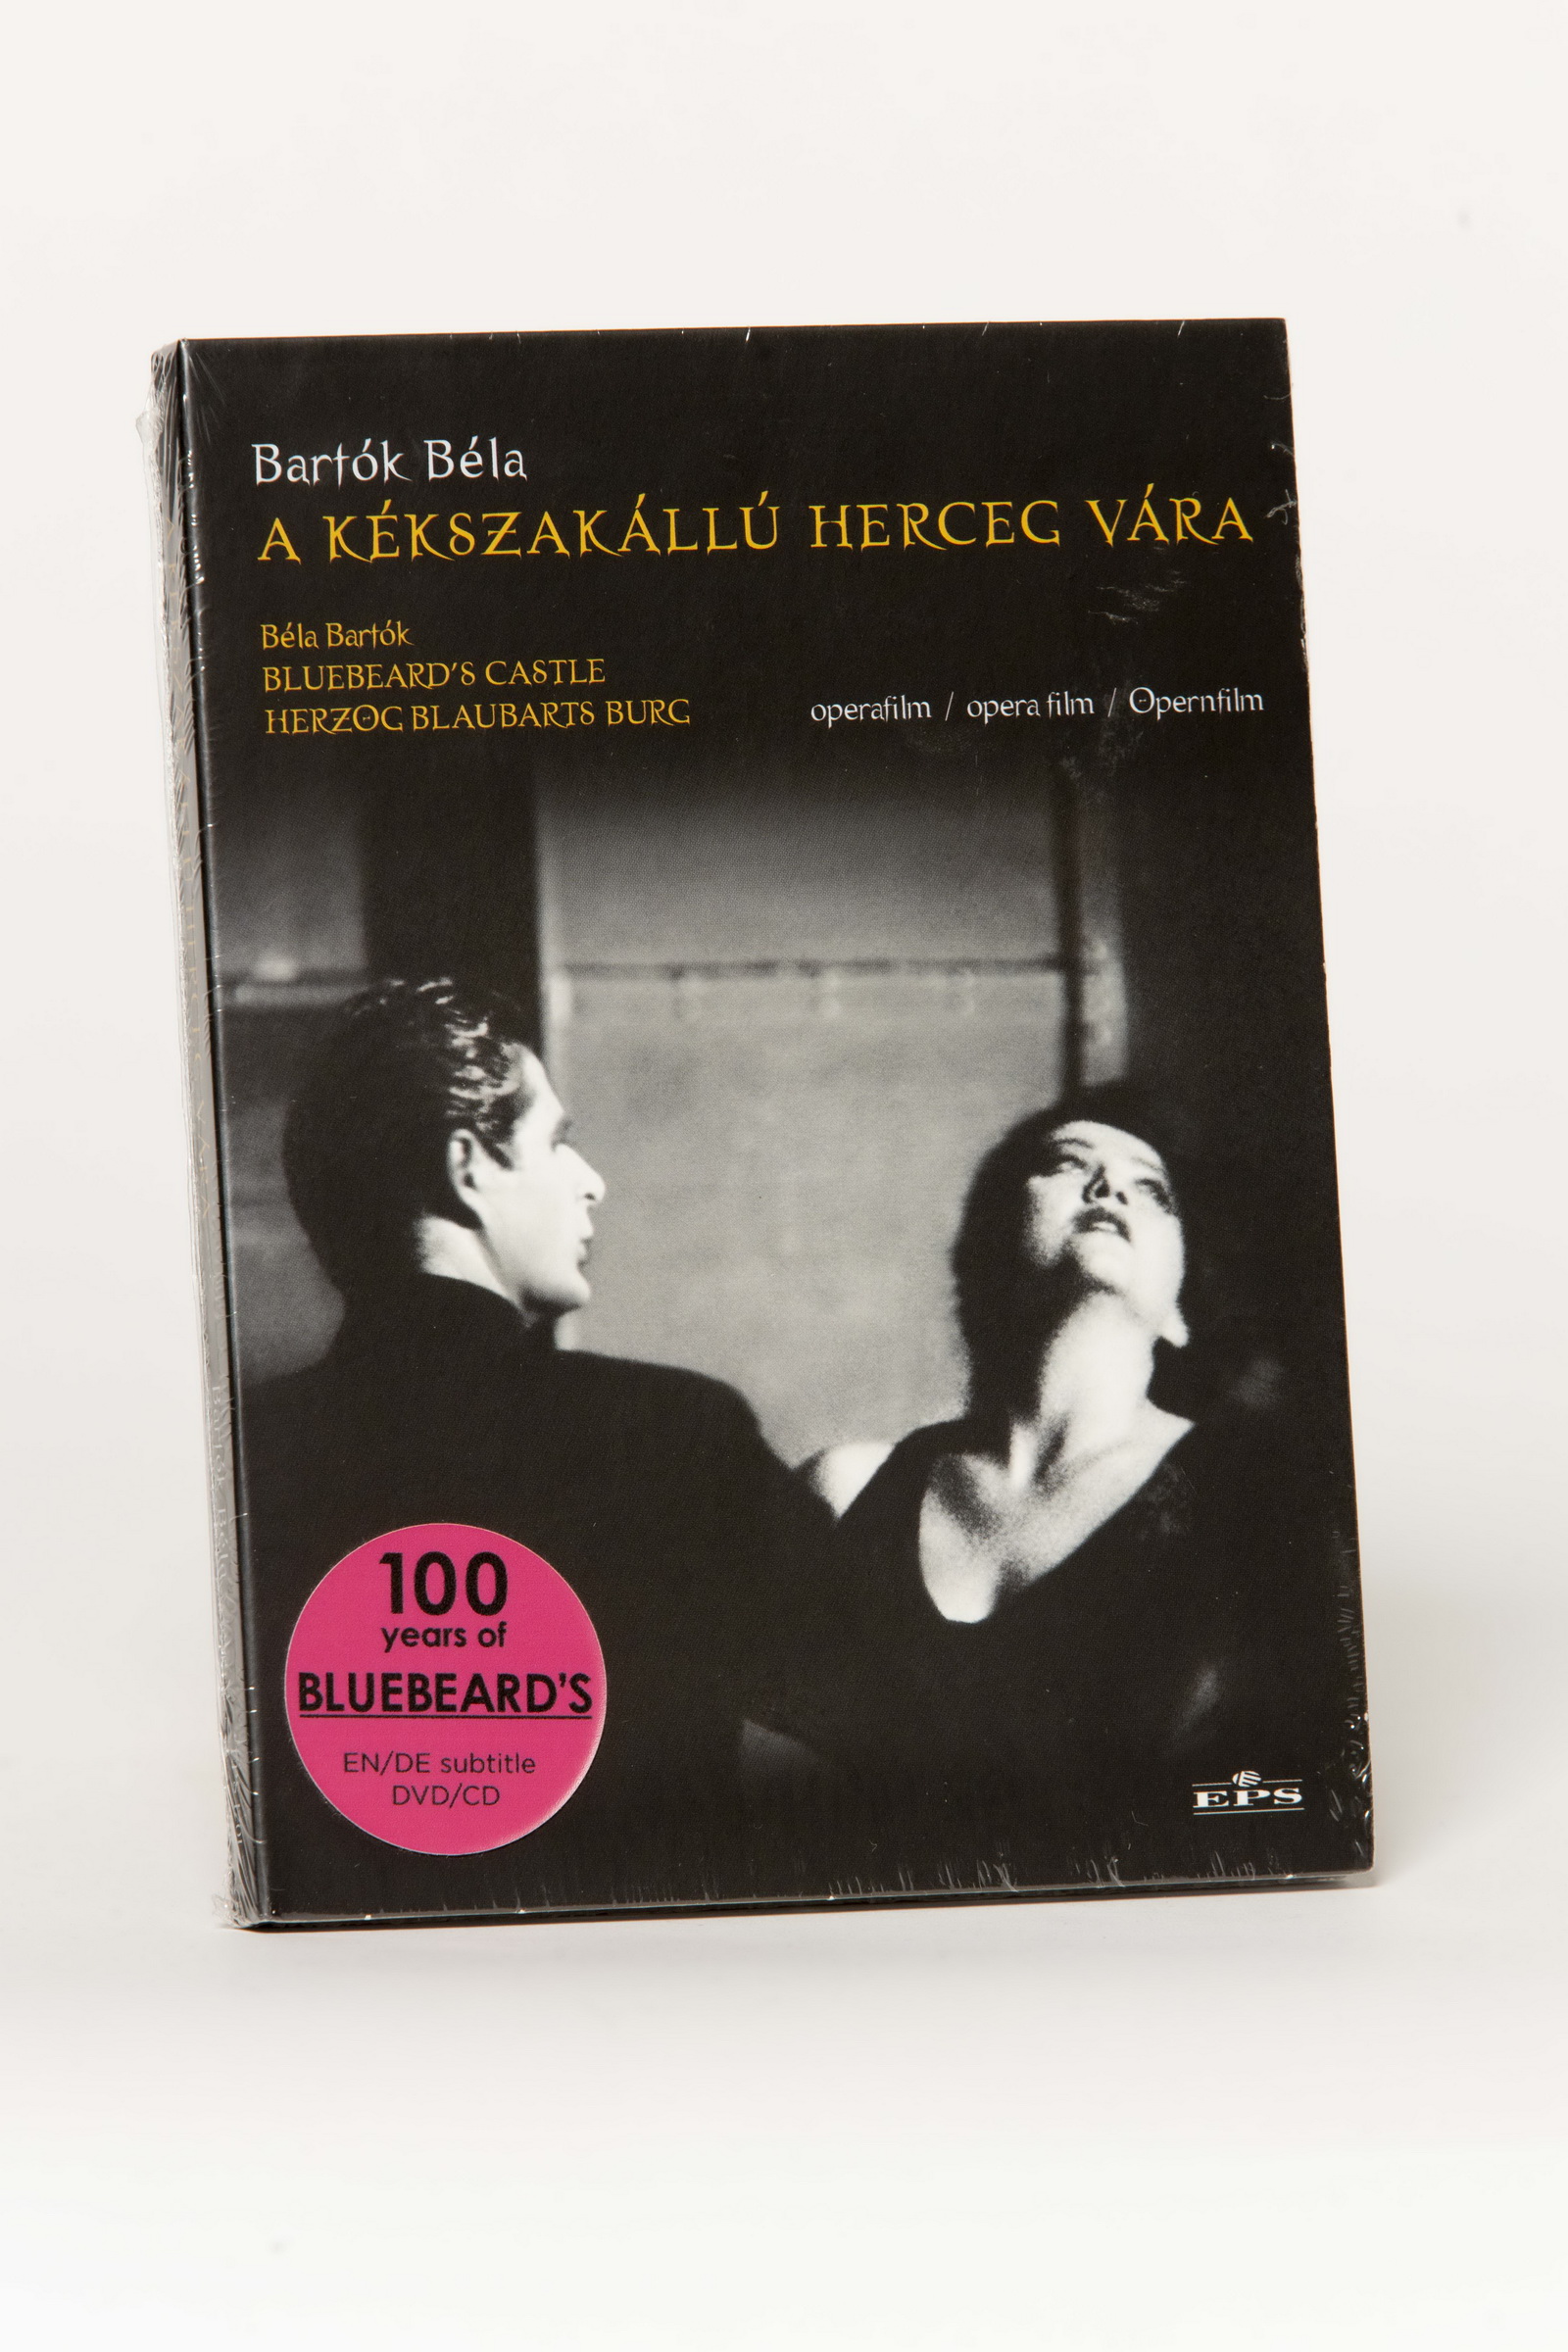 Bartók Béla
A KÉKSZAKÁLLÚ HERCEG VÁRA
Béla Bartók
BLUEBEARD'S CASTLE
HERZOG BLAUBARTS BURG
operafilm / opera film / Opernfilm
100
years of
BLUEBEARD'S
EN/DE subtitle
DVD/CD
EPS